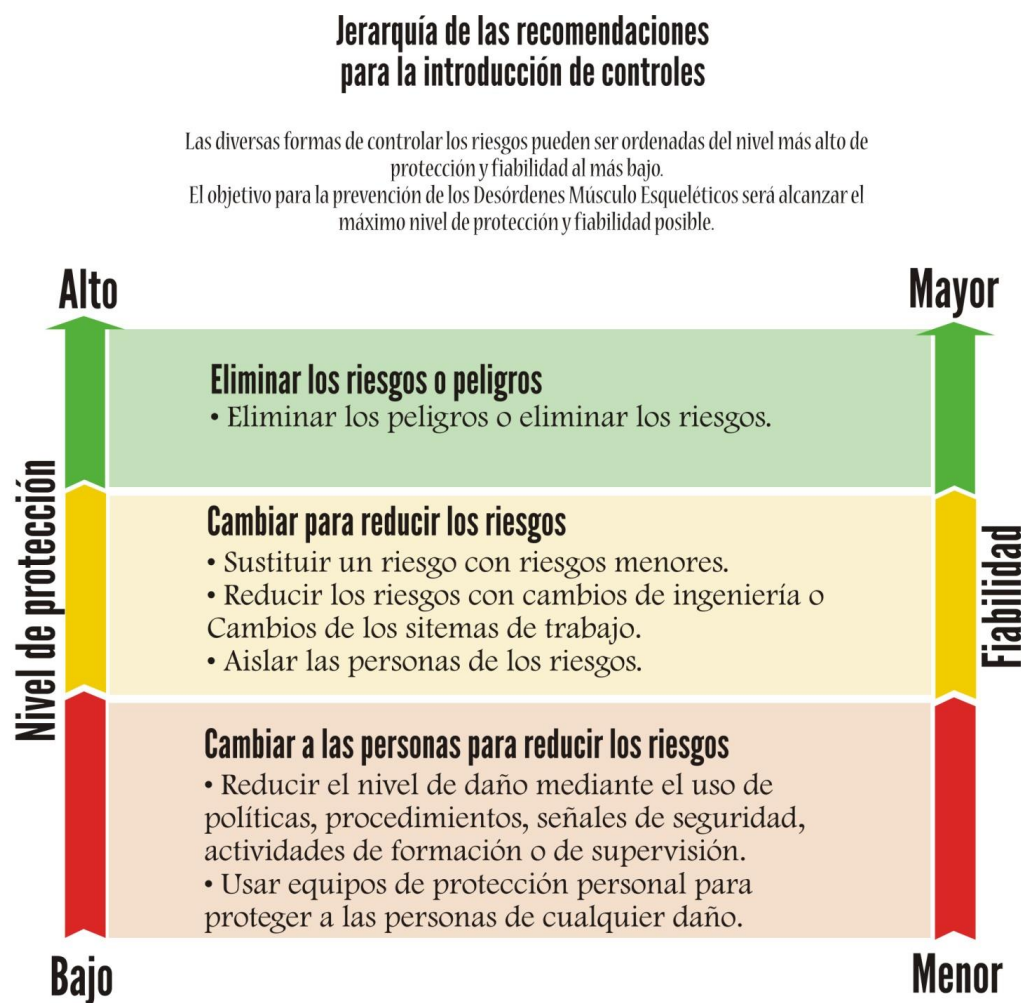 Jerarquía de las recomendaciones
para la introducción de controles
Las diversas formas de controlar los riesgos pueden ser ordenadas del nivel más alto de
protección y fiabilidad al más bajo.
El objetivo para la prevención de los Desórdenes Músculo Esqueléticos será alcanzar el
máximo nivel de protección y fiabilidad posible.
Alto
Mayor
Nivel de protección
Fiabilidad
Eliminar los riesgos o peligros
• Eliminar los peligros o eliminar los riesgos.
Cambiar para reducir los riesgos
• Sustituir un riesgo con riesgos menores.
• Reducir los riesgos con cambios de ingeniería o
Cambios de los sitemas de trabajo.
• Aislar las personas de los riesgos.
Cambiar a las personas para reducir los riesgos
• Reducir el nivel de daño mediante el uso de
políticas, procedimientos, señales de seguridad,
actividades de formación o de supervisión.
• Usar equipos de protección personal para
proteger a las personas de cualquier daño.
Bajo
Menor